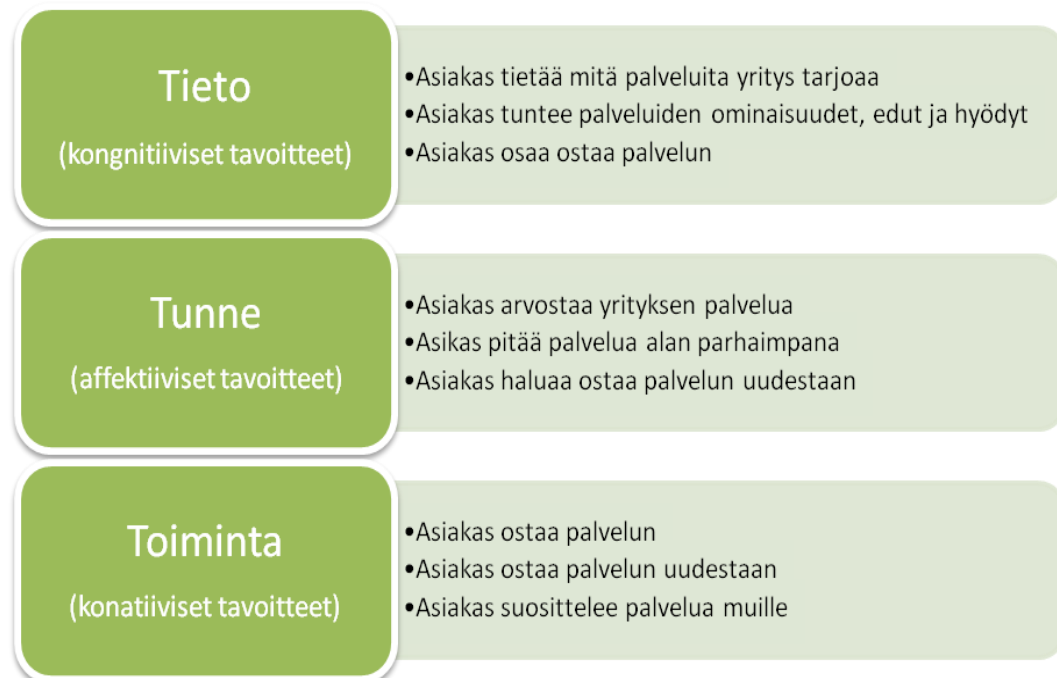 Tieto
(kongnitiiviset tavoitteet)
•Asiakas tietää mitä palveluita yritys tarjoaa
•Asiakas tuntee palveluiden ominaisuudet, edut ja hyödyt
•Asiakas osaa ostaa palvelun
Tunne
(affektiiviset tavoitteet)
•Asiakas arvostaa yrityksen palvelua
•Asikas pitää palvelua alan parhaimpana
•Asiakas haluaa ostaa palvelun uudestaan
Toiminta
(konatiiviset tavoitteet)
•Asiakas ostaa palvelun
•Asiakas ostaa palvelun uudestaan
•Asiakas suosittelee palvelua muille